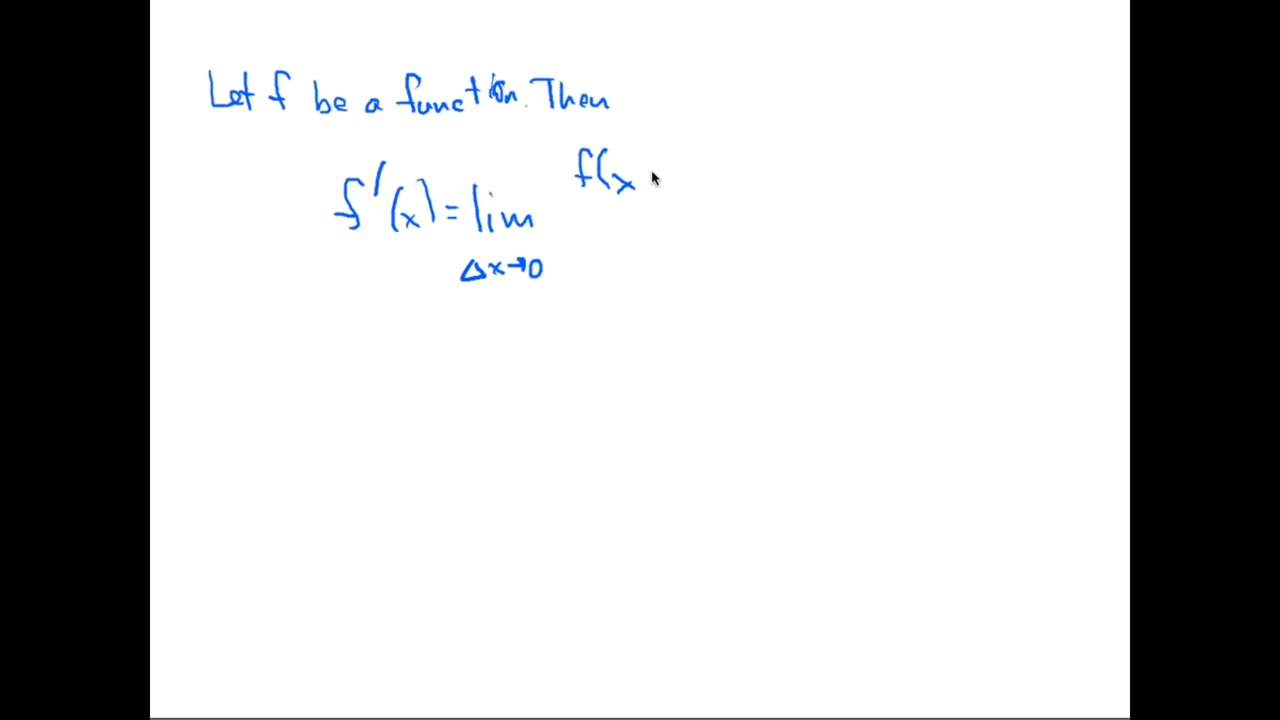 Let f be a function. Then
f'(x) = lim f(x
Δx→0